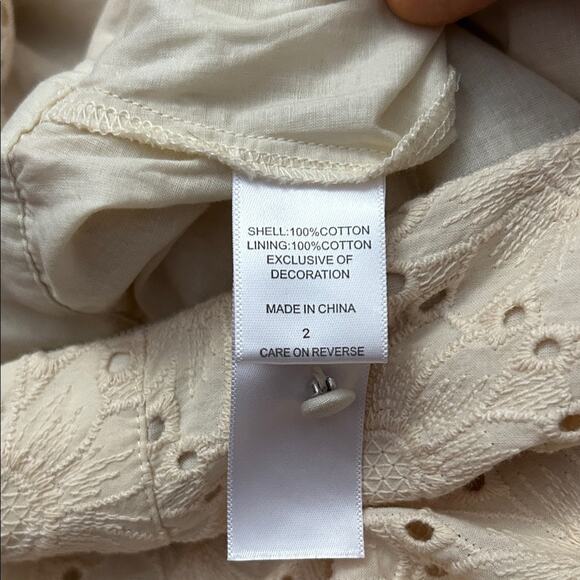 SHELL:100%COTTON
LINING:100%COTTON
EXCLUSIVE OF
DECORATION
MADE IN CHINA
2
CARE ON REVERSE